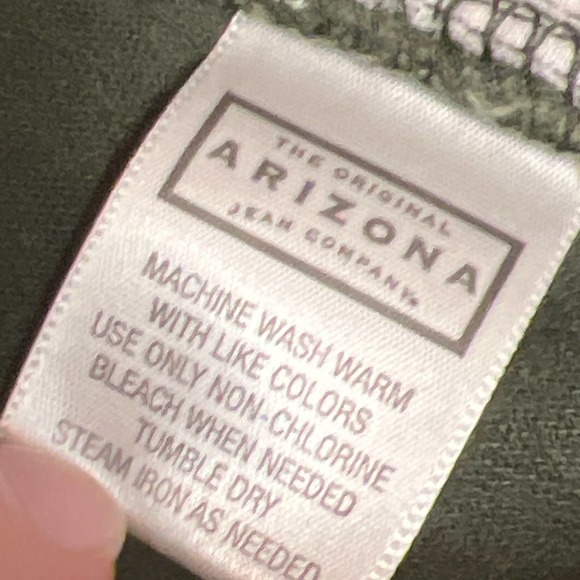 THE ORIGINAL
ARIZONA
JEAN COMPANY
MACHINE WASH WARM
WITH LIKE COLORS
USE ONLY NON-CHLORINE
BLEACH WHEN NEEDED
TUMBLE DRY
STEAM IRON AS NEEDED